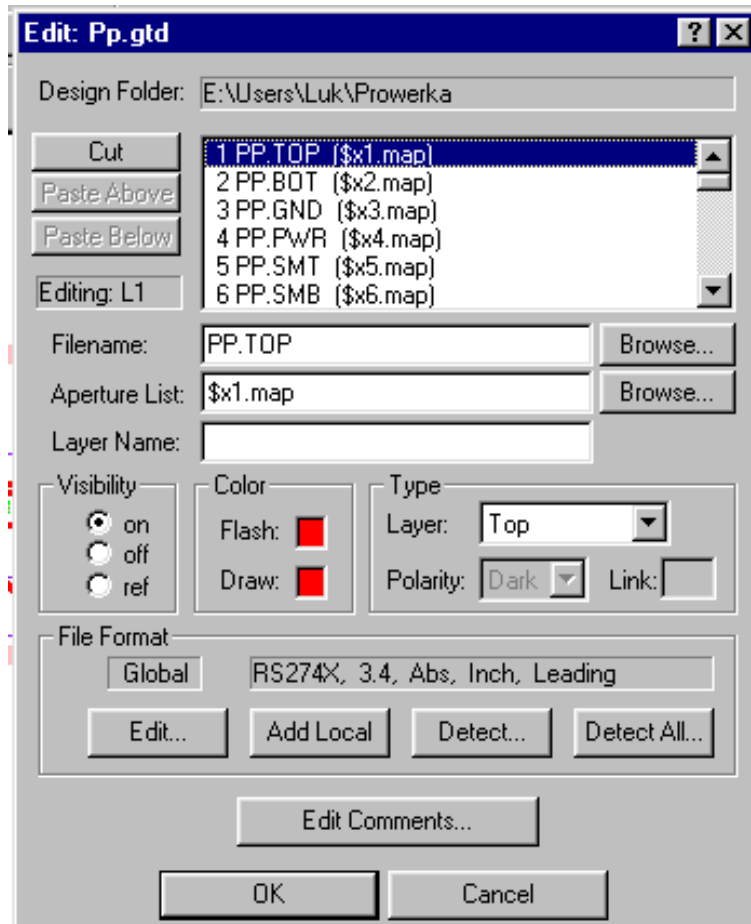 Edit: Pp.gtd
Design Folder: E:\Users\Luk\Prowerka
Cut
Paste Above
Paste Below
Editing: L1
1 PP.TOP ($x1.map)
2 PP.BOT ($x2.map)
3 PP.GND ($x3.map)
4 PP.PWR ($x4.map)
5 PP.SMT ($x5.map)
6 PP.SMB ($x6.map)
Filename: PP.TOP Browse...
Aperture List: $x1.map Browse...
Layer Name:
Visibility
on
off
ref
Color
Flash:
Draw:
Type
Layer: Top
Polarity: Dark Link:
File Format
Global RS274X, 3.4, Abs, Inch, Leading
Edit... Add Local Detect... Detect All...
Edit Comments...
OK Cancel